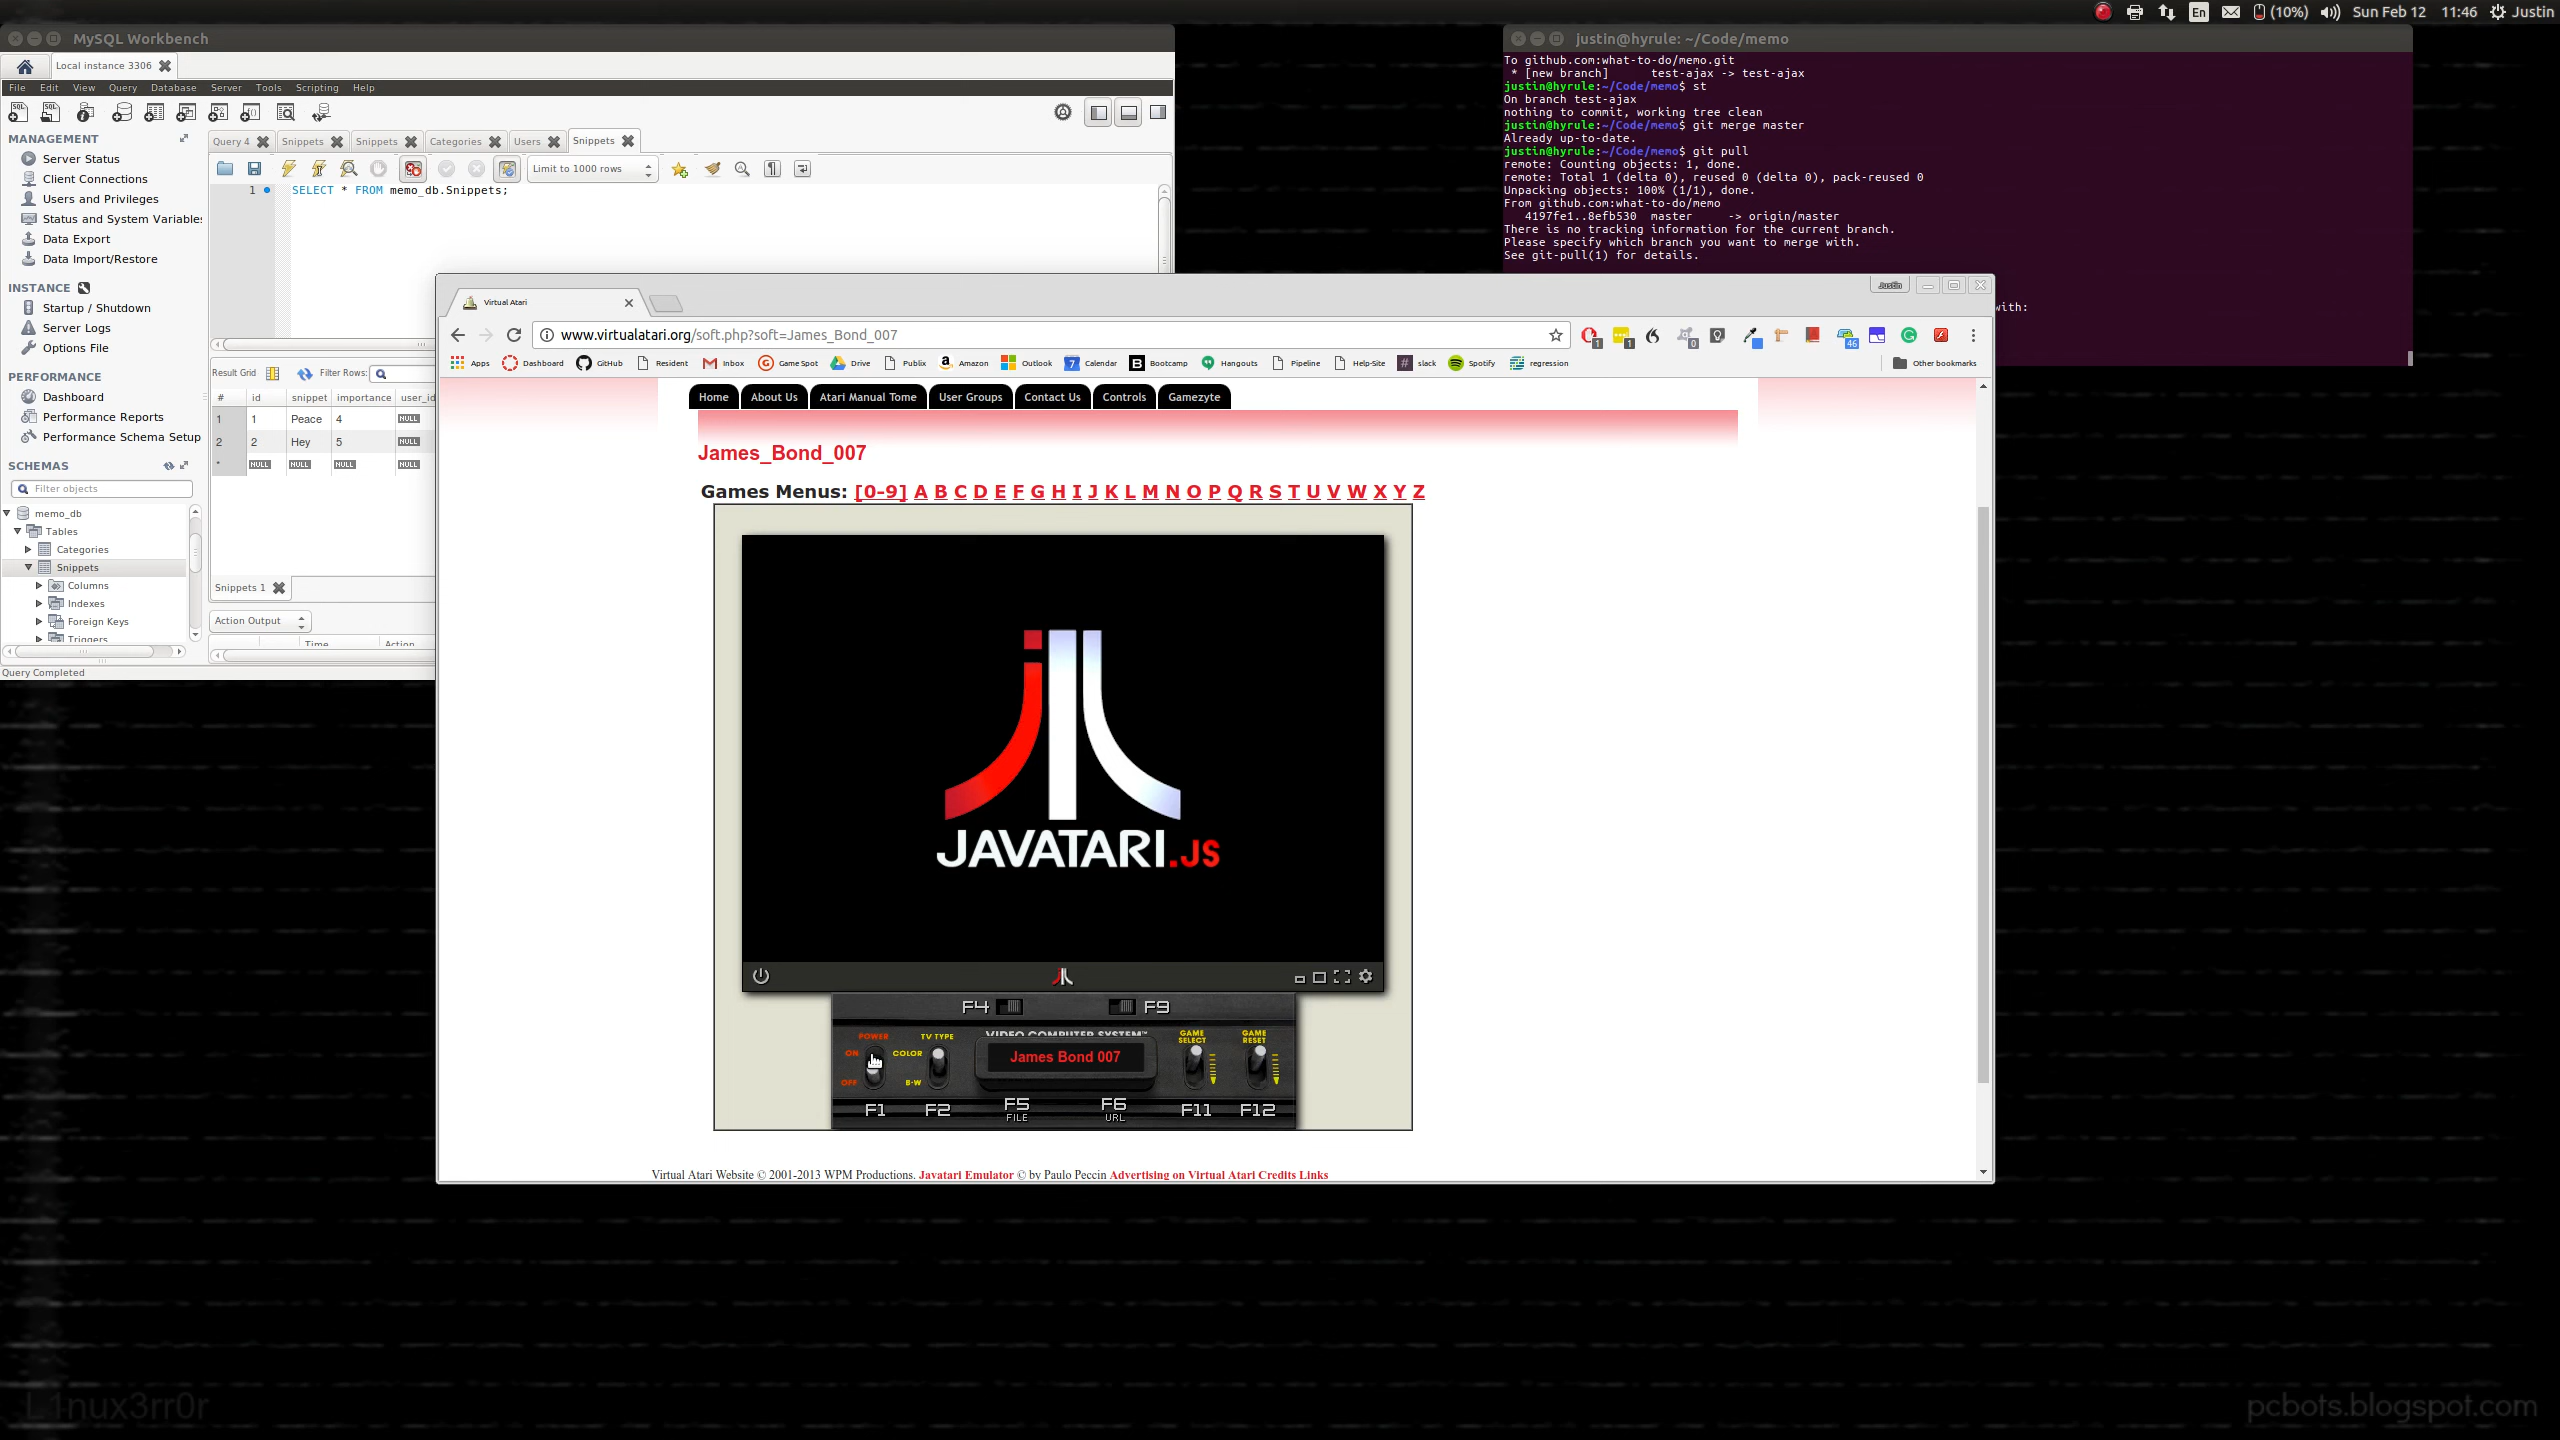 En (10%) Sun Feb 12 11:46 Justin
MySQL Workbench
Local instance 3306
File Edit View Query Database Server Tools Scripting Help
MANAGEMENT
Server Status
Client Connections
Users and Privileges
Status and System Variables
Data Export
Data Import/Restore
INSTANCE
Startup / Shutdown
Server Logs
Options File
PERFORMANCE
Dashboard
Performance Reports
Performance Schema Setup
SCHEMAS
Filter objects
memo_db
Tables
Categories
Snippets
Columns
Indexes
Foreign Keys
Triggers
Query Completed
Query 4 Snippets Snippets Categories Users Snippets
Limit to 1000 rows
1 SELECT * FROM memo_db.Snippets;
Result Grid Filter Rows:
# id snippet importance user_id
1 1 Peace 4 NULL
2 2 Hey 5 NULL
* NULL NULL NULL NULL
Snippets 1
Action Output
Time Action
justin@hyrule: ~/Code/memo
To github.com:what-to-do/memo.git
* [new branch] test-ajax -> test-ajax
justin@hyrule:~/Code/memo$ st
On branch test-ajax
nothing to commit, working tree clean
justin@hyrule:~/Code/memo$ git merge master
Already up-to-date.
justin@hyrule:~/Code/memo$ git pull
remote: Counting objects: 1, done.
remote: Total 1 (delta 0), reused 0 (delta 0), pack-reused 0
Unpacking objects: 100% (1/1), done.
From github.com:what-to-do/memo
4197fe1..8efb530 master -> origin/master
There is no tracking information for the current branch.
Please specify which branch you want to merge with.
See git-pull(1) for details.
with:
Virtual Atari
Justin
www.virtualatari.org/soft.php?soft=James_Bond_007
1 1 0 46
Apps Dashboard GitHub Resident Inbox GameSpot Drive Publix Amazon Outlook Calendar Bootcamp Hangouts Pipeline Help-Site slack Spotify regression Other bookmarks
Home About Us Atari Manual Tome User Groups Contact Us Controls Gamezyte
James_Bond_007
Games Menus: [0-9] A B C D E F G H I J K L M N O P Q R S T U V W X Y Z
JAVATARI.JS
F4 F9
POWER TV TYPE VIDEO COMPUTER SYSTEM™ GAME SELECT GAME RESET
ON COLOR James Bond 007
OFF B-W
F1 F2 F5 F6 F11 F12
FILE URL
Virtual Atari Website © 2001-2013 WPM Productions. Javatari Emulator © by Paulo Peccin Advertising on Virtual Atari Credits Links
L1nux3rr0r
pcbots.blogspot.com